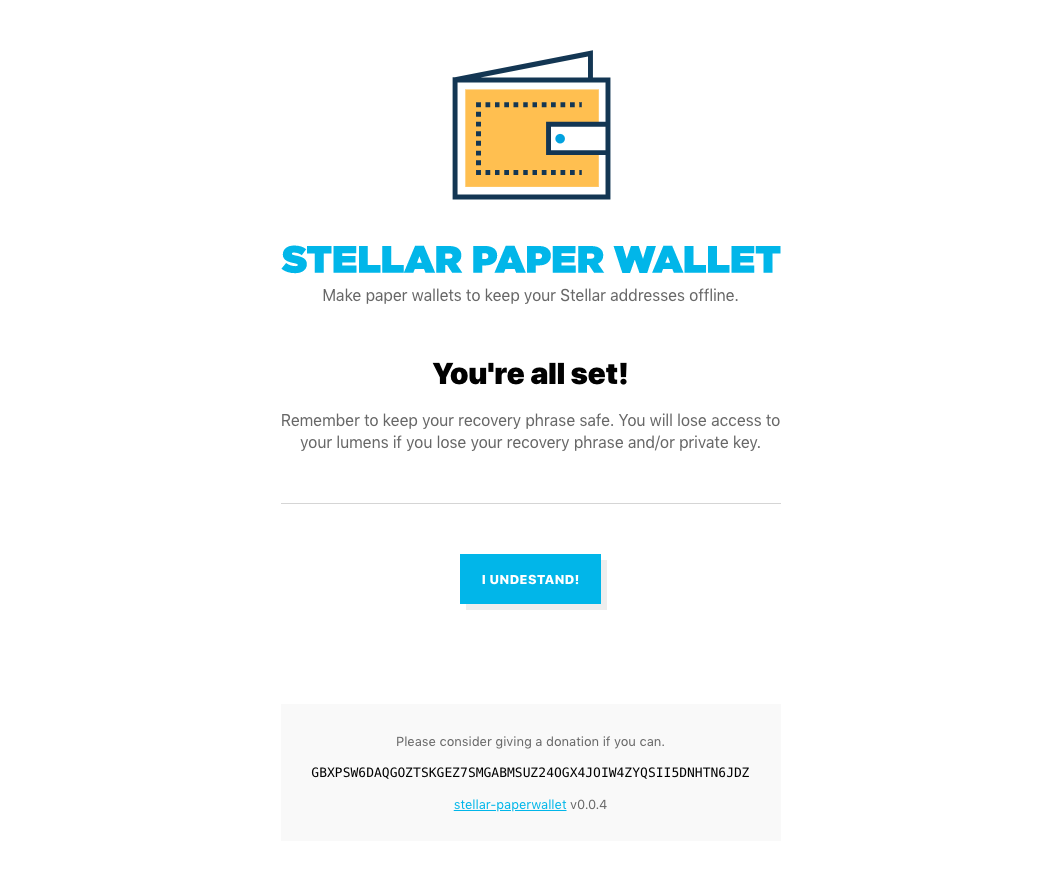 STELLAR PAPER WALLET
Make paper wallets to keep your Stellar addresses offline.
You're all set!
Remember to keep your recovery phrase safe. You will lose access to
your lumens if you lose your recovery phrase and/or private key.
I UNDESTAND!
Please consider giving a donation if you can.
GBXPSW6DAQGOZTSKGEZ7SMGABMSUZ24OGX4JOIW4ZYQSII5DNHTN6JDZ
stellar-paperwallet v0.0.4